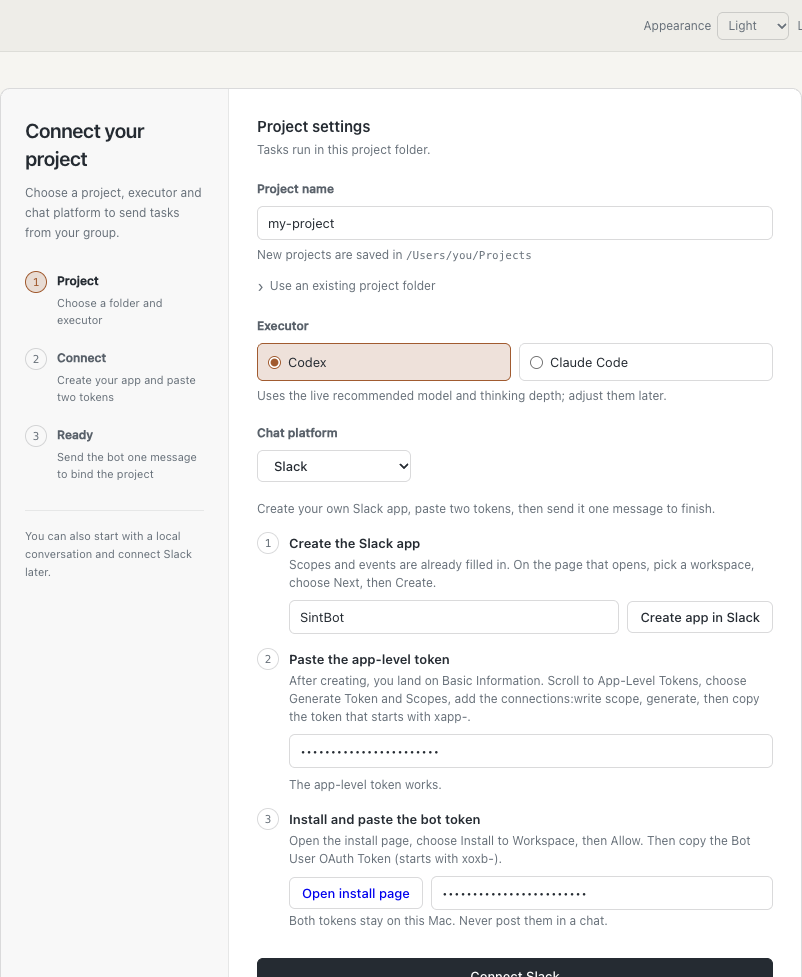 Appearance
Light
Connect your
project
Choose a project, executor and
chat platform to send tasks
from your group.
1
Project
Choose a folder and
executor
2
Connect
Create your app and paste
two tokens
3
Ready
Send the bot one message
to bind the project
You can also start with a local
conversation and connect Slack
later.
Project settings
Tasks run in this project folder.
Project name
my-project
New projects are saved in /Users/you/Projects
› Use an existing project folder
Executor
Codex
Claude Code
Uses the live recommended model and thinking depth; adjust them later.
Chat platform
Slack
Create your own Slack app, paste two tokens, then send it one message to finish.
1
Create the Slack app
Scopes and events are already filled in. On the page that opens, pick a workspace,
choose Next, then Create.
SintBot
Create app in Slack
2
Paste the app-level token
After creating, you land on Basic Information. Scroll to App-Level Tokens, choose
Generate Token and Scopes, add the connections:write scope, generate, then copy
the token that starts with xapp-.
The app-level token works.
3
Install and paste the bot token
Open the install page, choose Install to Workspace, then Allow. Then copy the Bot
User OAuth Token (starts with xoxb-).
Open install page
Both tokens stay on this Mac. Never post them in a chat.
Connect Slack